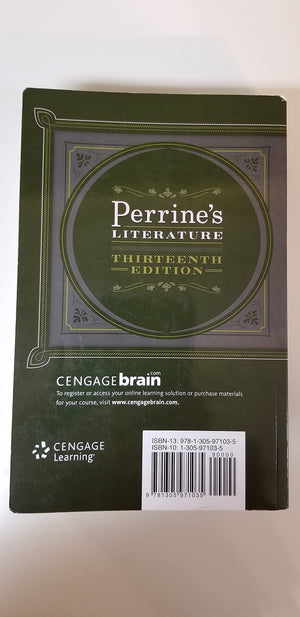 Perrine's
LITERATURE
THIRTEENTH
EDITION
CENGAGEbrain.com
To register or access your online learning solution or purchase materials
for your course, visit www.cengagebrain.com.
CENGAGE
Learning
ISBN-13: 978-1-305-97103-5
ISBN-10: 1-305-97103-5
90000
9 781305 971035